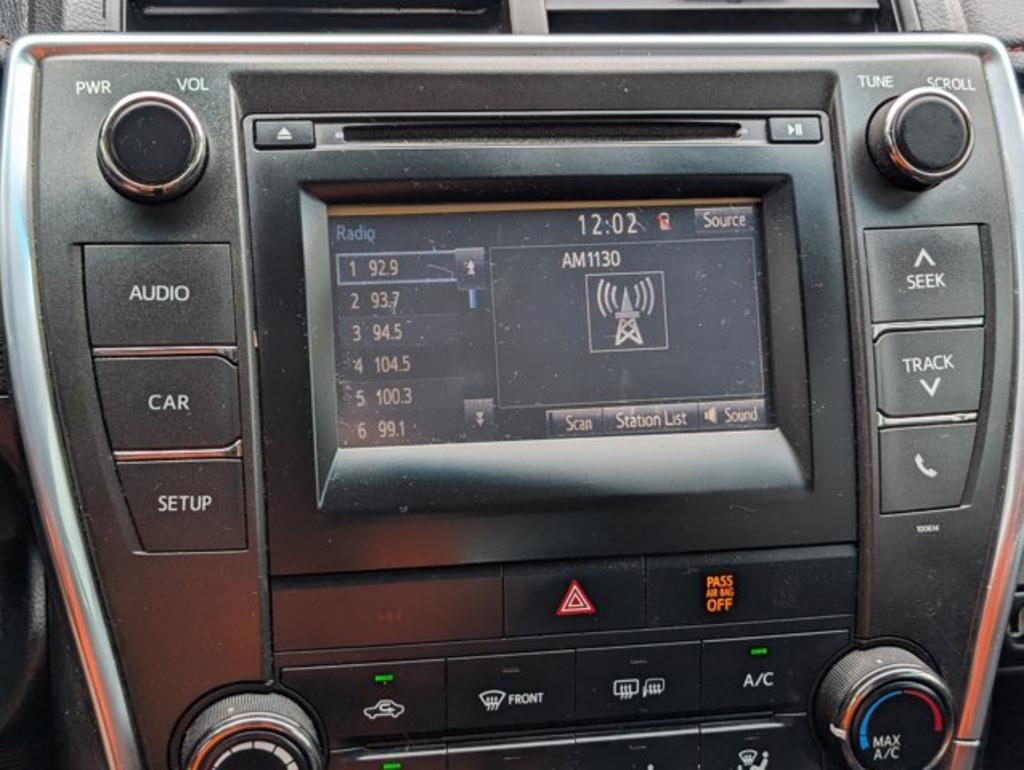 PWR VOL
TUNE SCROLL
Radio 12:02 Source
AM1130
1 92.9
2 93.7
3 94.5
4 104.5
5 100.3
6 99.1
Scan Station List Sound
AUDIO
CAR
SETUP
SEEK
TRACK
100614
PASS
AIR BAG
OFF
FRONT
A/C
MAX
A/C